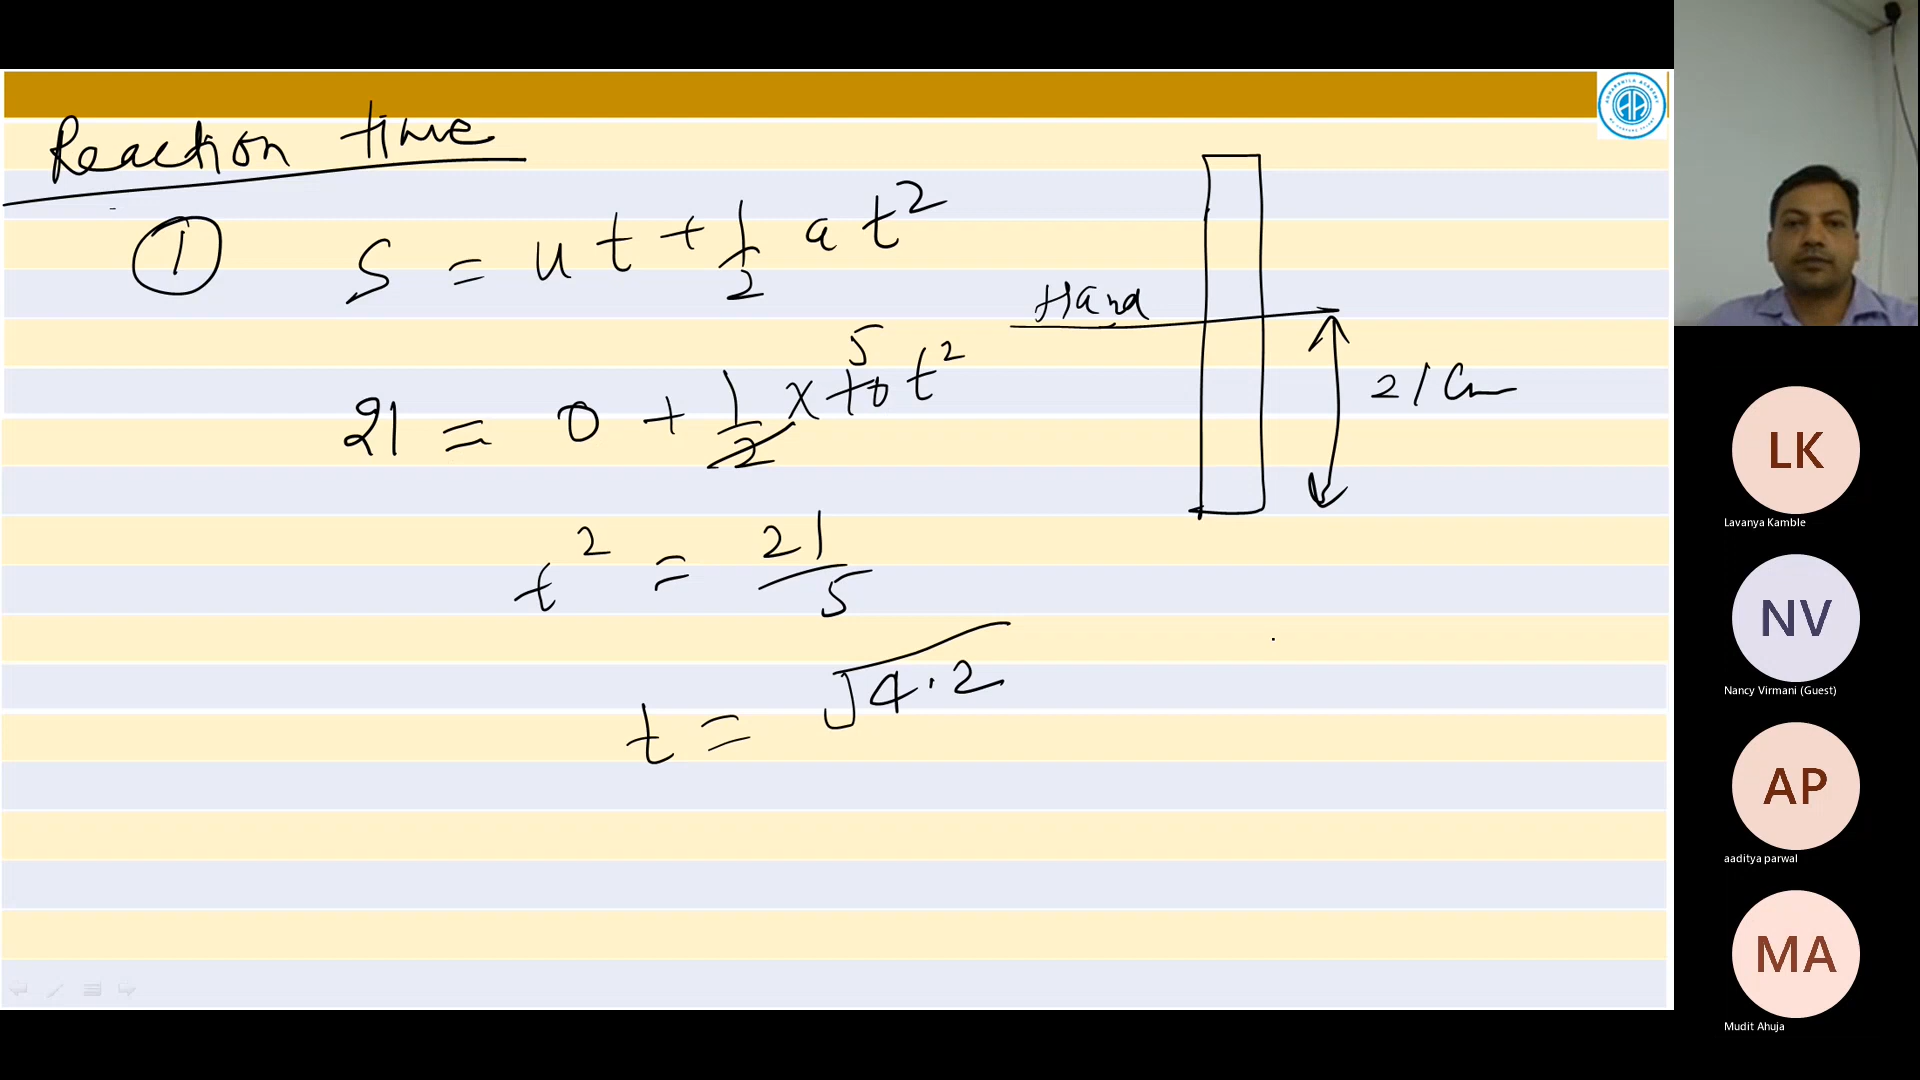 Reaction time
① S = ut + 1/2 at²
Hand
21 = 0 + 1/2 x 10 5 t²
21 Cm
t² = 21/5
t = √4.2
LK
Lavanya Kamble
NV
Nancy Virmani (Guest)
AP
aaditya parwal
MA
Mudit Ahuja